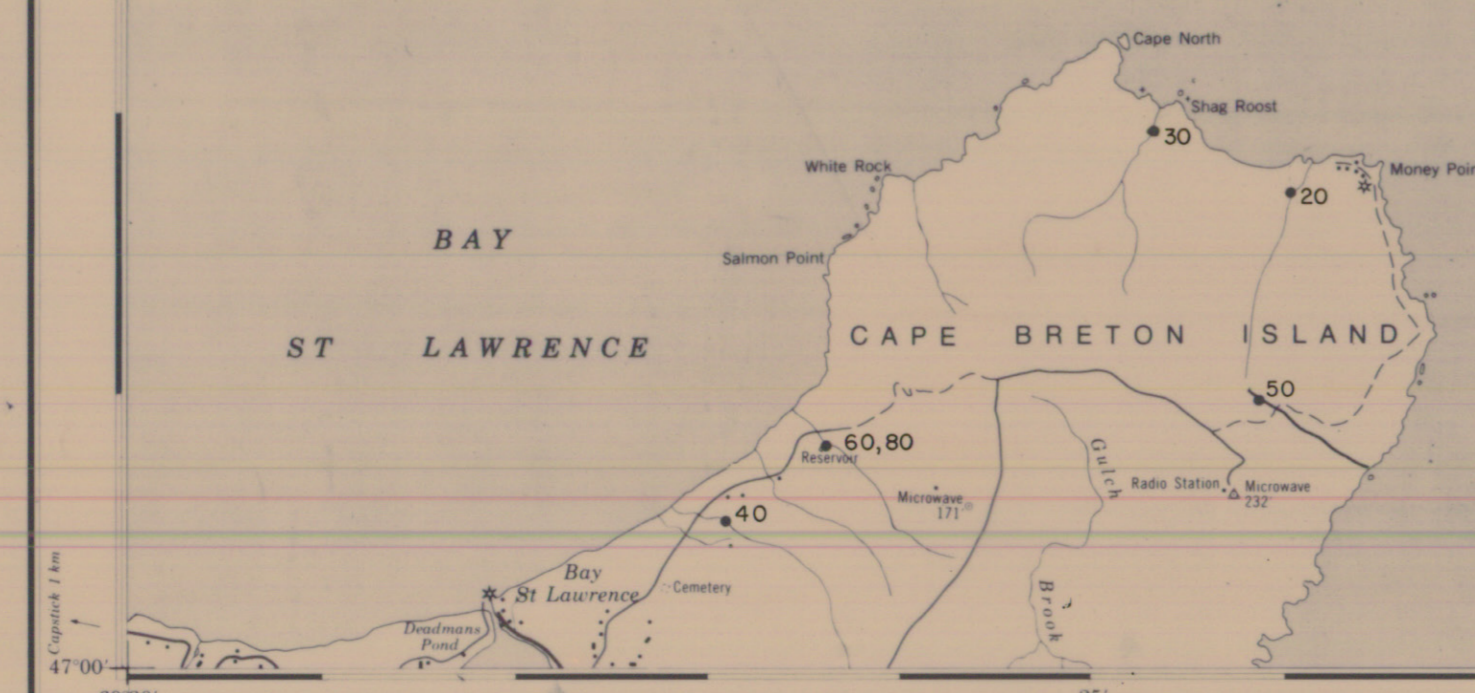 Cape North
Shag Roost
30
White Rock
Money Poin
20
BAY
Salmon Point
ST LAWRENCE
CAPE BRETON ISLAND
50
60,80
Reservoir
Gulch
Radio Station
Microwave
232
Microwave
171
40
Capstick 1 km
Bay
St Lawrence
Cemetery
Brook
Deadmans
Pond
47°00'